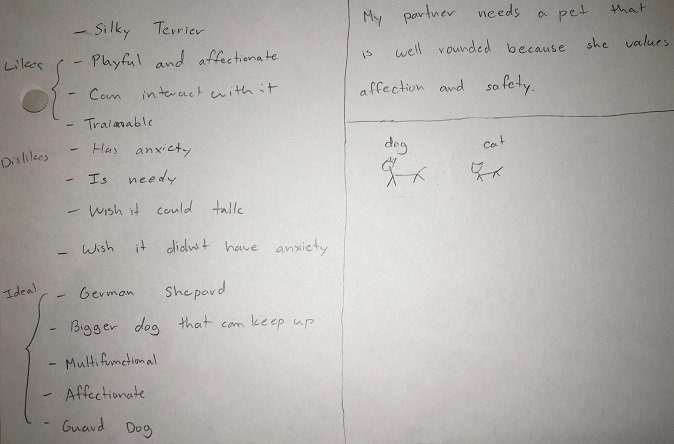 - Silky Terrier
Likes - Playful and affectionate
- Can interact with it
- Trainable
Dislikes - Has anxiety
- Is needy
- Wish it could talk
- Wish it didn't have anxiety
Ideal - German Shepard
- Bigger dog that can keep up
- Multifunctional
- Affectionate
- Guard Dog
My partner needs a pet that
is well rounded because she values
affection and safety.
dog cat